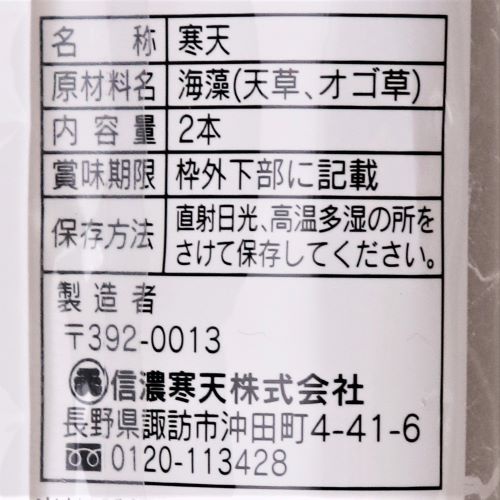 名称 寒天
原材料名 海藻(天草、オゴ草)
内容量 2本
賞味期限 枠外下部に記載
保存方法 直射日光、高温多湿の所を
さけて保存してください。
製造者
〒392-0013
信濃寒天株式会社
長野県諏訪市沖田町4-41-6
0120-113428